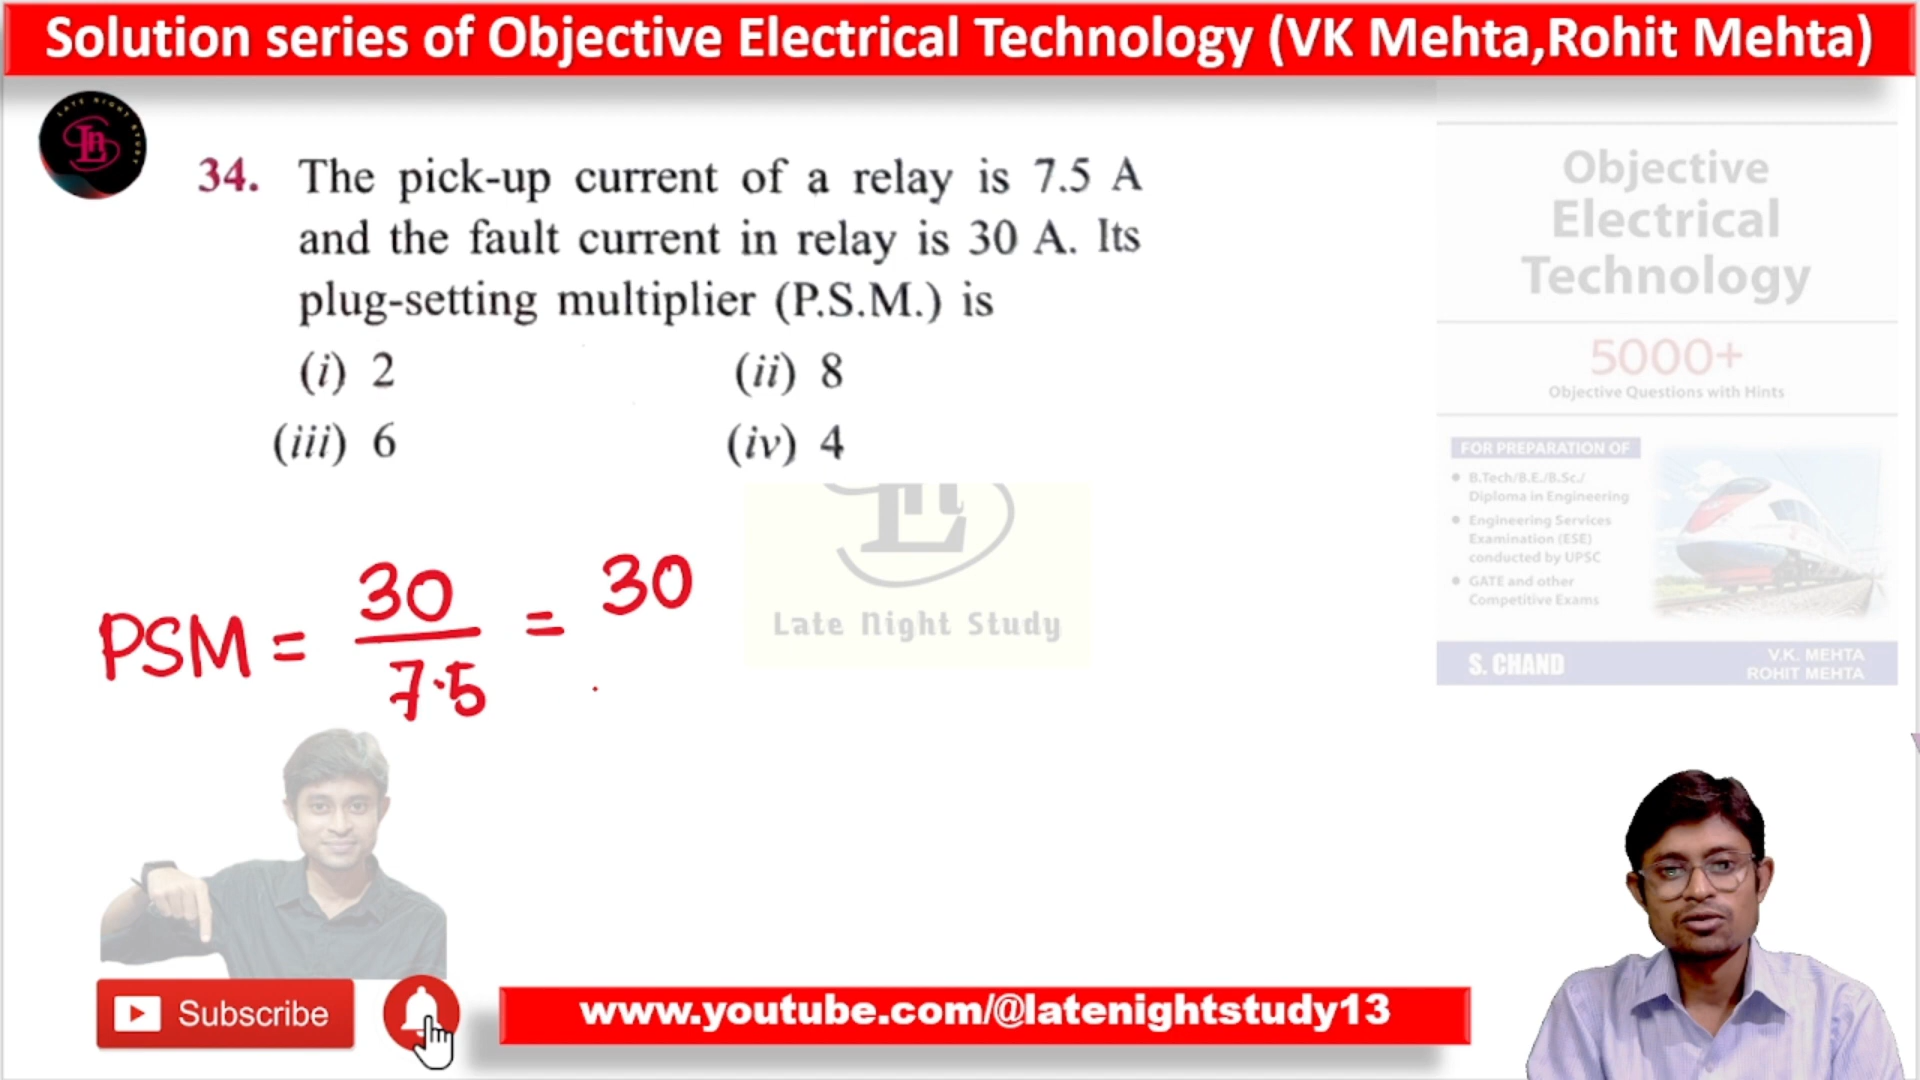 Solution series of Objective Electrical Technology (VK Mehta,Rohit Mehta)
LATE NIGHT STUDY
34. The pick-up current of a relay is 7.5 A
and the fault current in relay is 30 A. Its
plug-setting multiplier (P.S.M.) is
(i) 2 (ii) 8
(iii) 6 (iv) 4
PSM = 30 / 7.5 = 30
Late Night Study
Objective
Electrical
Technology
5000+
Objective Questions with Hints
FOR PREPARATION OF
• B.Tech/B.E./B.Sc./
Diploma in Engineering
• Engineering Services
Examination (ESE)
conducted by UPSC
• GATE and other
Competitive Exams
S. CHAND
V.K. MEHTA
ROHIT MEHTA
Subscribe
www.youtube.com/@latenightstudy13